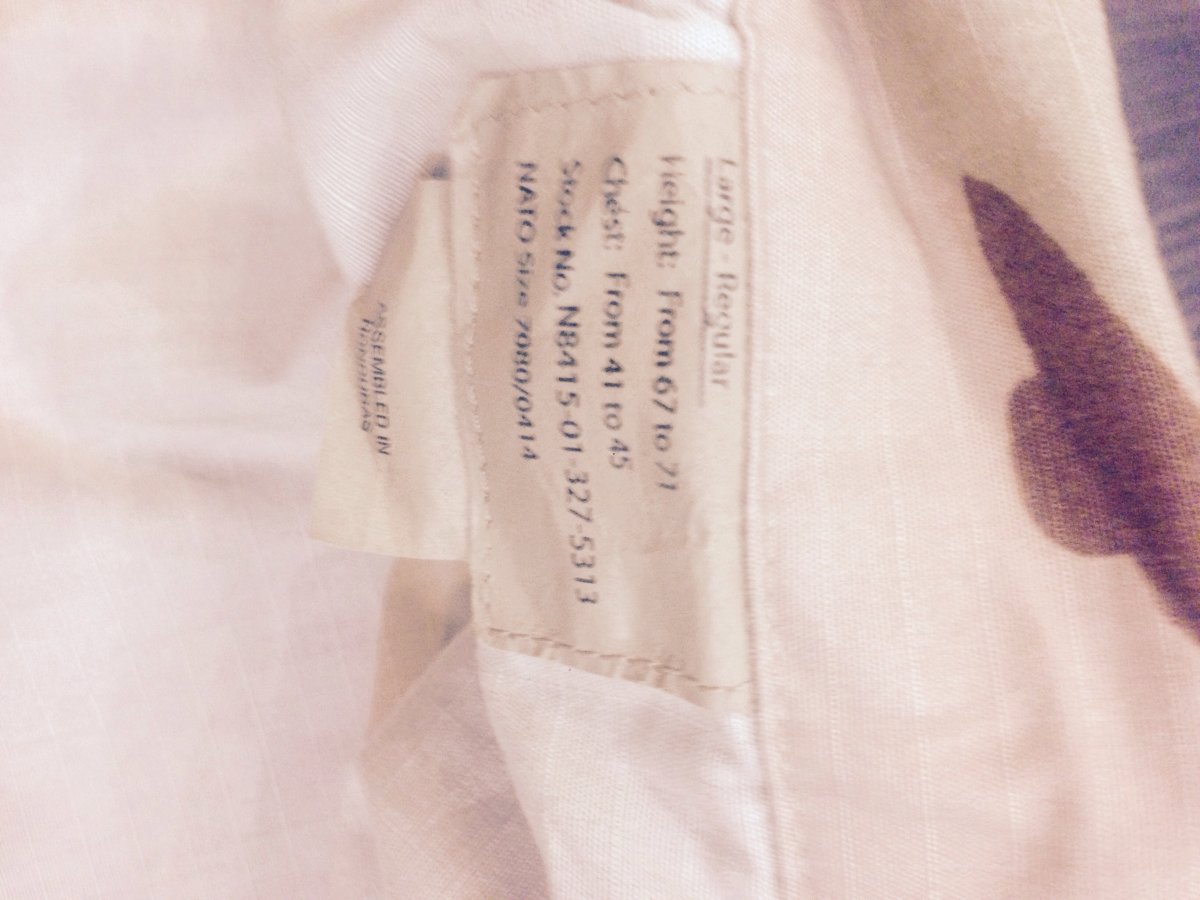 Large - Regular
Height: From 67 to 71
Chest: From 41 to 45
Stock No. N8415-01-327-5313
NATO Size 7080/0414
ASSEMBLED IN
HONDURAS